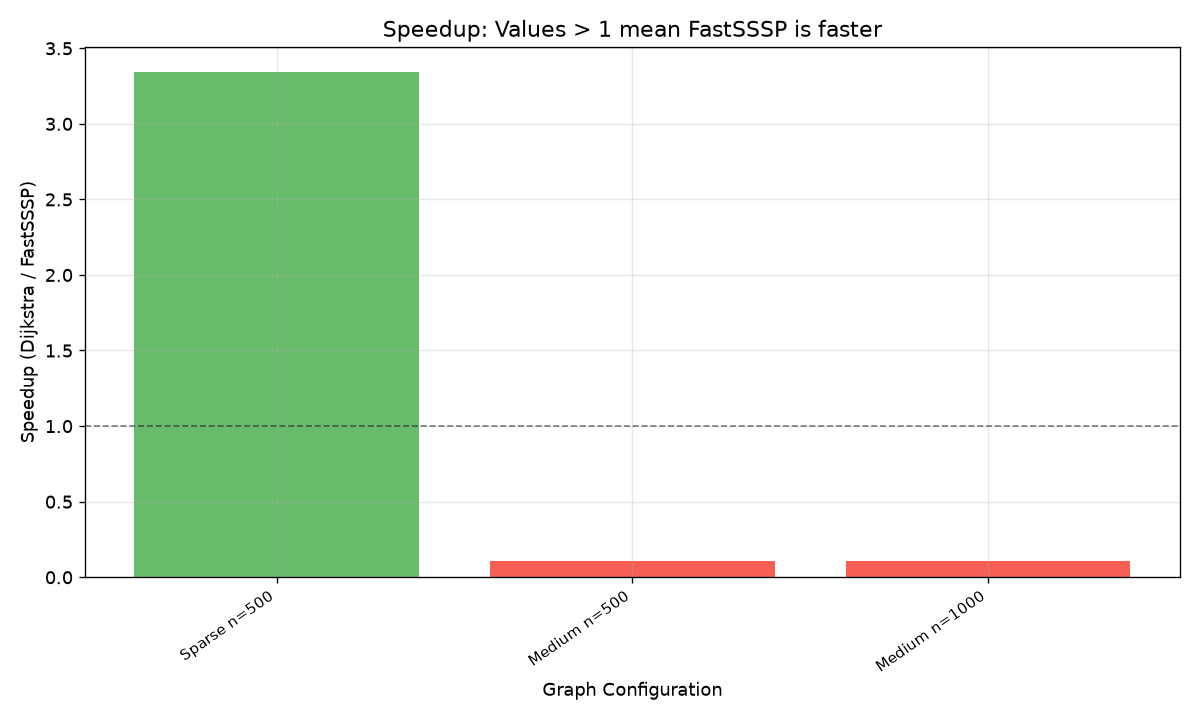 Speedup: Values > 1 mean FastSSSP is faster
Speedup (Dijkstra / FastSSSP)
3.5
3.0
2.5
2.0
1.5
1.0
0.5
0.0
Sparse n=500
Medium n=500
Medium n=1000
Graph Configuration